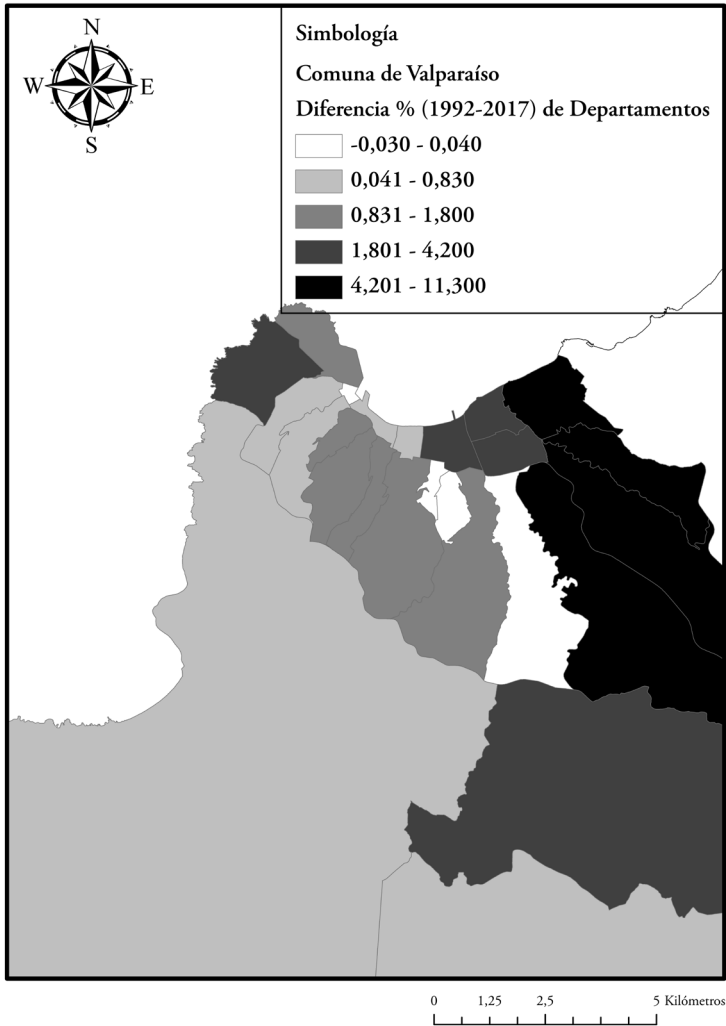 N
W E
S
Simbología
Comuna de Valparaíso
Diferencia % (1992-2017) de Departamentos
-0,030 - 0,040
0,041 - 0,830
0,831 - 1,800
1,801 - 4,200
4,201 - 11,300
0 1,25 2,5 5 Kilómetros